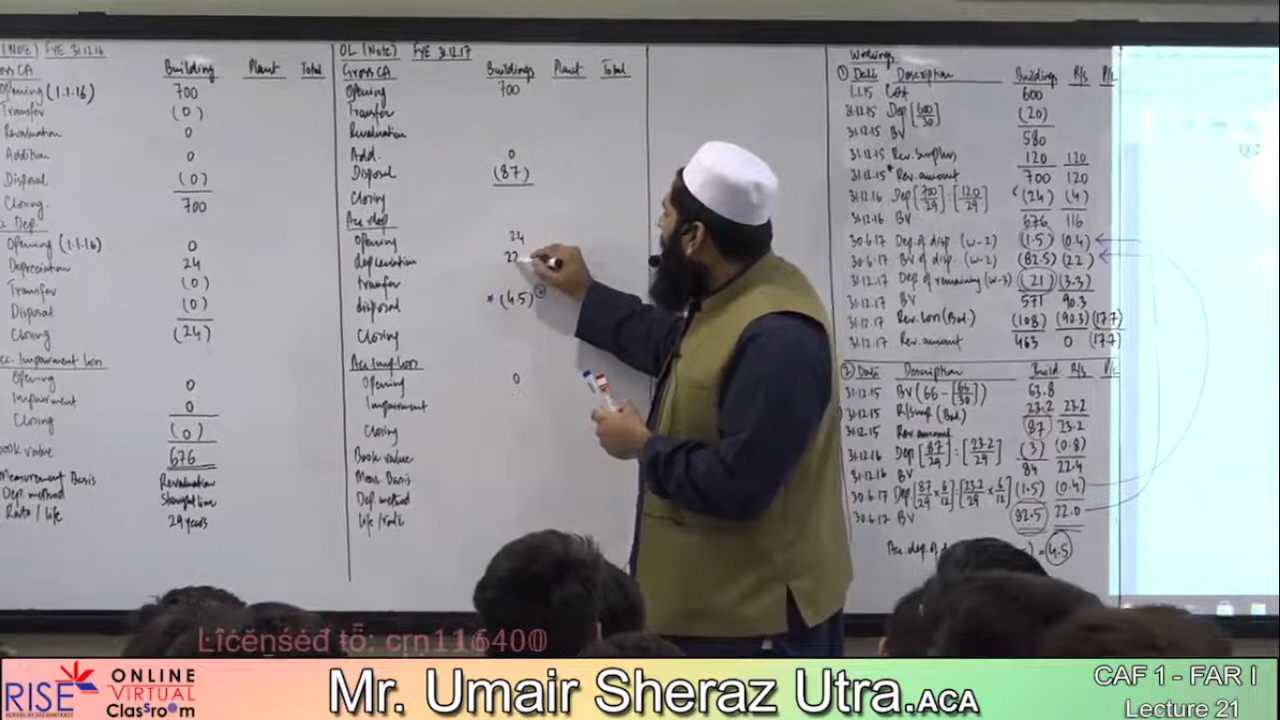 (Note) FYE 31.12.16
ross CA Building Plant Total
Opening (1.1.16) 700
Transfer (0)
Revaluation 0
Addition 0
Disposal (0)
Closing 700
c Dep
Opening (1.1.16) 0
Depreciation 24
Transfer (0)
Disposal (0)
Closing (24)
cc. Impairment loss
Opening 0
Impairment 0
Closing (0)
book value 676
Measurement Basis Revaluation
Dep method Straight line
Rate / life 29 years
OL (Note) FYE 31.12.17
Gross CA Buildings Plant Total
Opening 700
Transfer
Revaluation
Add. 0
Disposal (87)
Closing
Acc. dep
Opening 24
depreciation 22
transfer
disposal * (4.5)
Closing
Acc Imp. loss
Opening 0
Impairment
Closing
Book value
Meas. Basis
Dep method
life / rate
Workings
① Date Description Buildings R/S P/L
1.1.15 Cost 600
31.12.15 Dep [600/30] (20)
31.12.15 BV 580
31.12.15 Rev. Surplus 120 120
31.12.15 * Rev. amount 700 120
31.12.16 Dep [700/29] : [120/29] (24) (4)
31.12.16 BV 676 116
30.6.17 Dep. of disp. (w-2) (1.5) (0.4)
30.6.17 BV of disp. (w-2) (82.5) (22)
31.12.17 Dep of remaining (w-3) (21) (3.3)
31.12.17 BV 571 90.3
31.12.17 Rev. loss (Bal.) (108) (90.3) (17.7)
31.12.17 Rev. amount 463 0 (17.7)
② Date Description Build. R/S P/L
31.12.15 BV (66 - [66/30]) 63.8
31.12.15 R/Surp (Bal) 23.2 23.2
31.12.15 Rev. amount 87 23.2
31.12.16 Dep [87/29] : [23.2/29] (3) (0.8)
31.12.16 BV 84 22.4
30.6.17 Dep [87/29 x 6/12] : [23.2/29 x 6/12] (1.5) (0.4)
30.6.17 BV 82.5 22.0
Acc. dep. of d = 4.5
Licensed to: crn116400
RISE
SCHOOL OF ACCOUNTANCY
ONLINE
VIRTUAL
Classroom
Mr. Umair Sheraz Utra.ACA
CAF 1 - FAR I
Lecture 21